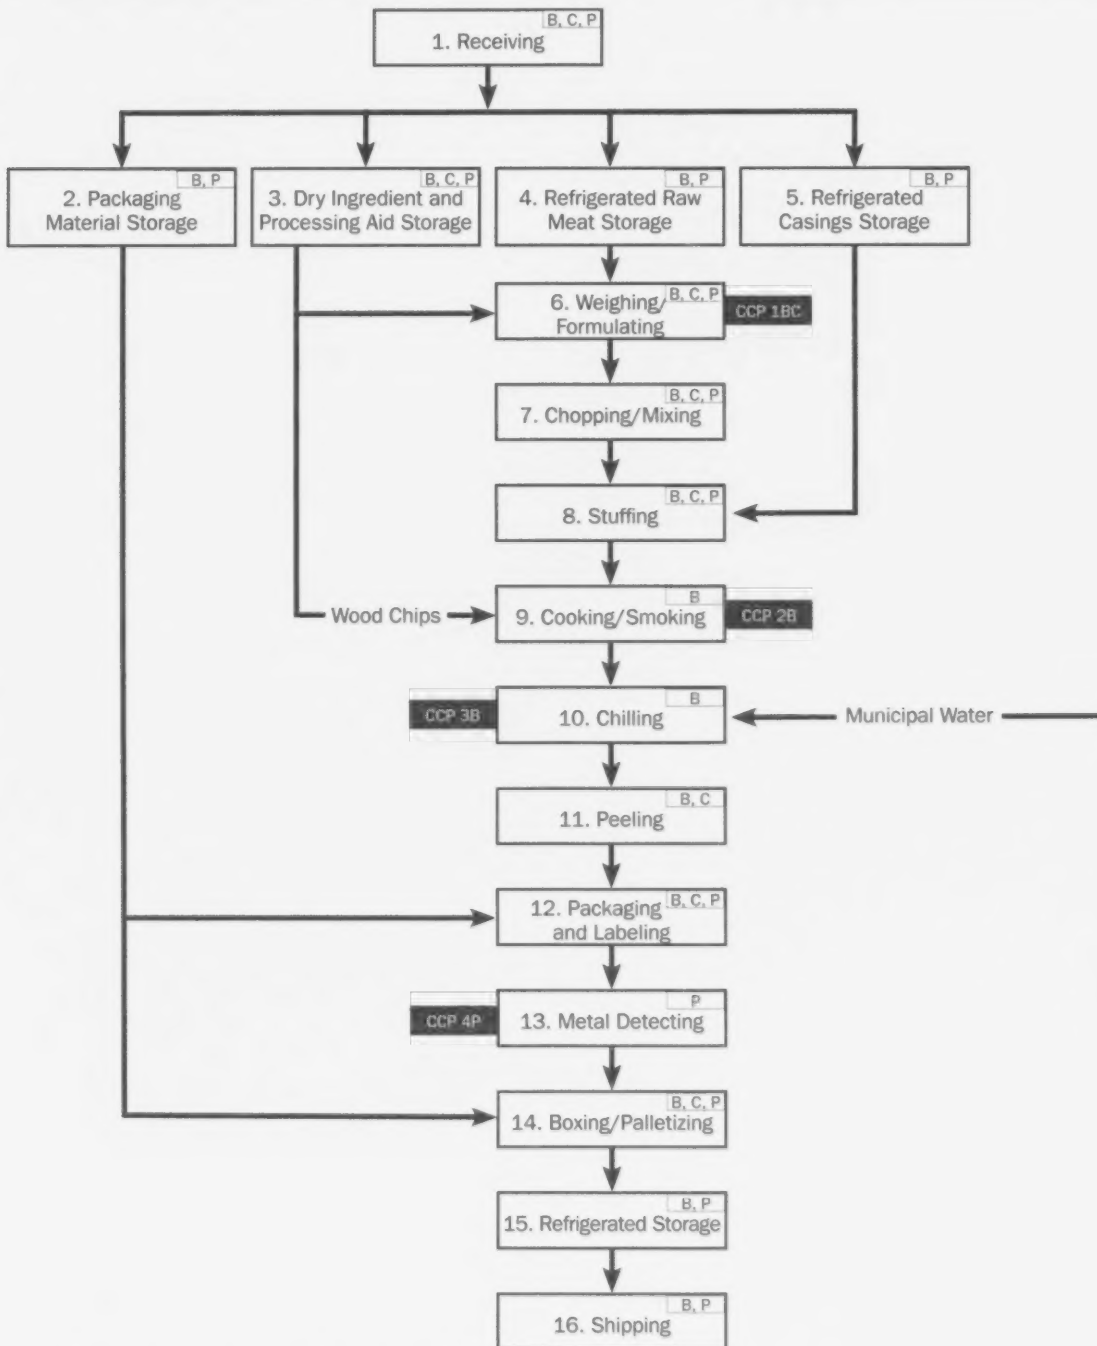 B, C, P
1. Receiving
B, P
2. Packaging
Material Storage
B, C, P
3. Dry Ingredient and
Processing Aid Storage
B, P
4. Refrigerated Raw
Meat Storage
B, P
5. Refrigerated
Casings Storage
B, C, P
6. Weighing/
Formulating
CCP 1BC
B, C, P
7. Chopping/Mixing
B, C, P
8. Stuffing
Wood Chips
B
9. Cooking/Smoking
CCP 2B
CCP 3B
B
10. Chilling
Municipal Water
B, C
11. Peeling
B, C, P
12. Packaging
and Labeling
CCP 4P
P
13. Metal Detecting
B, C, P
14. Boxing/Palletizing
B, P
15. Refrigerated Storage
B, P
16. Shipping